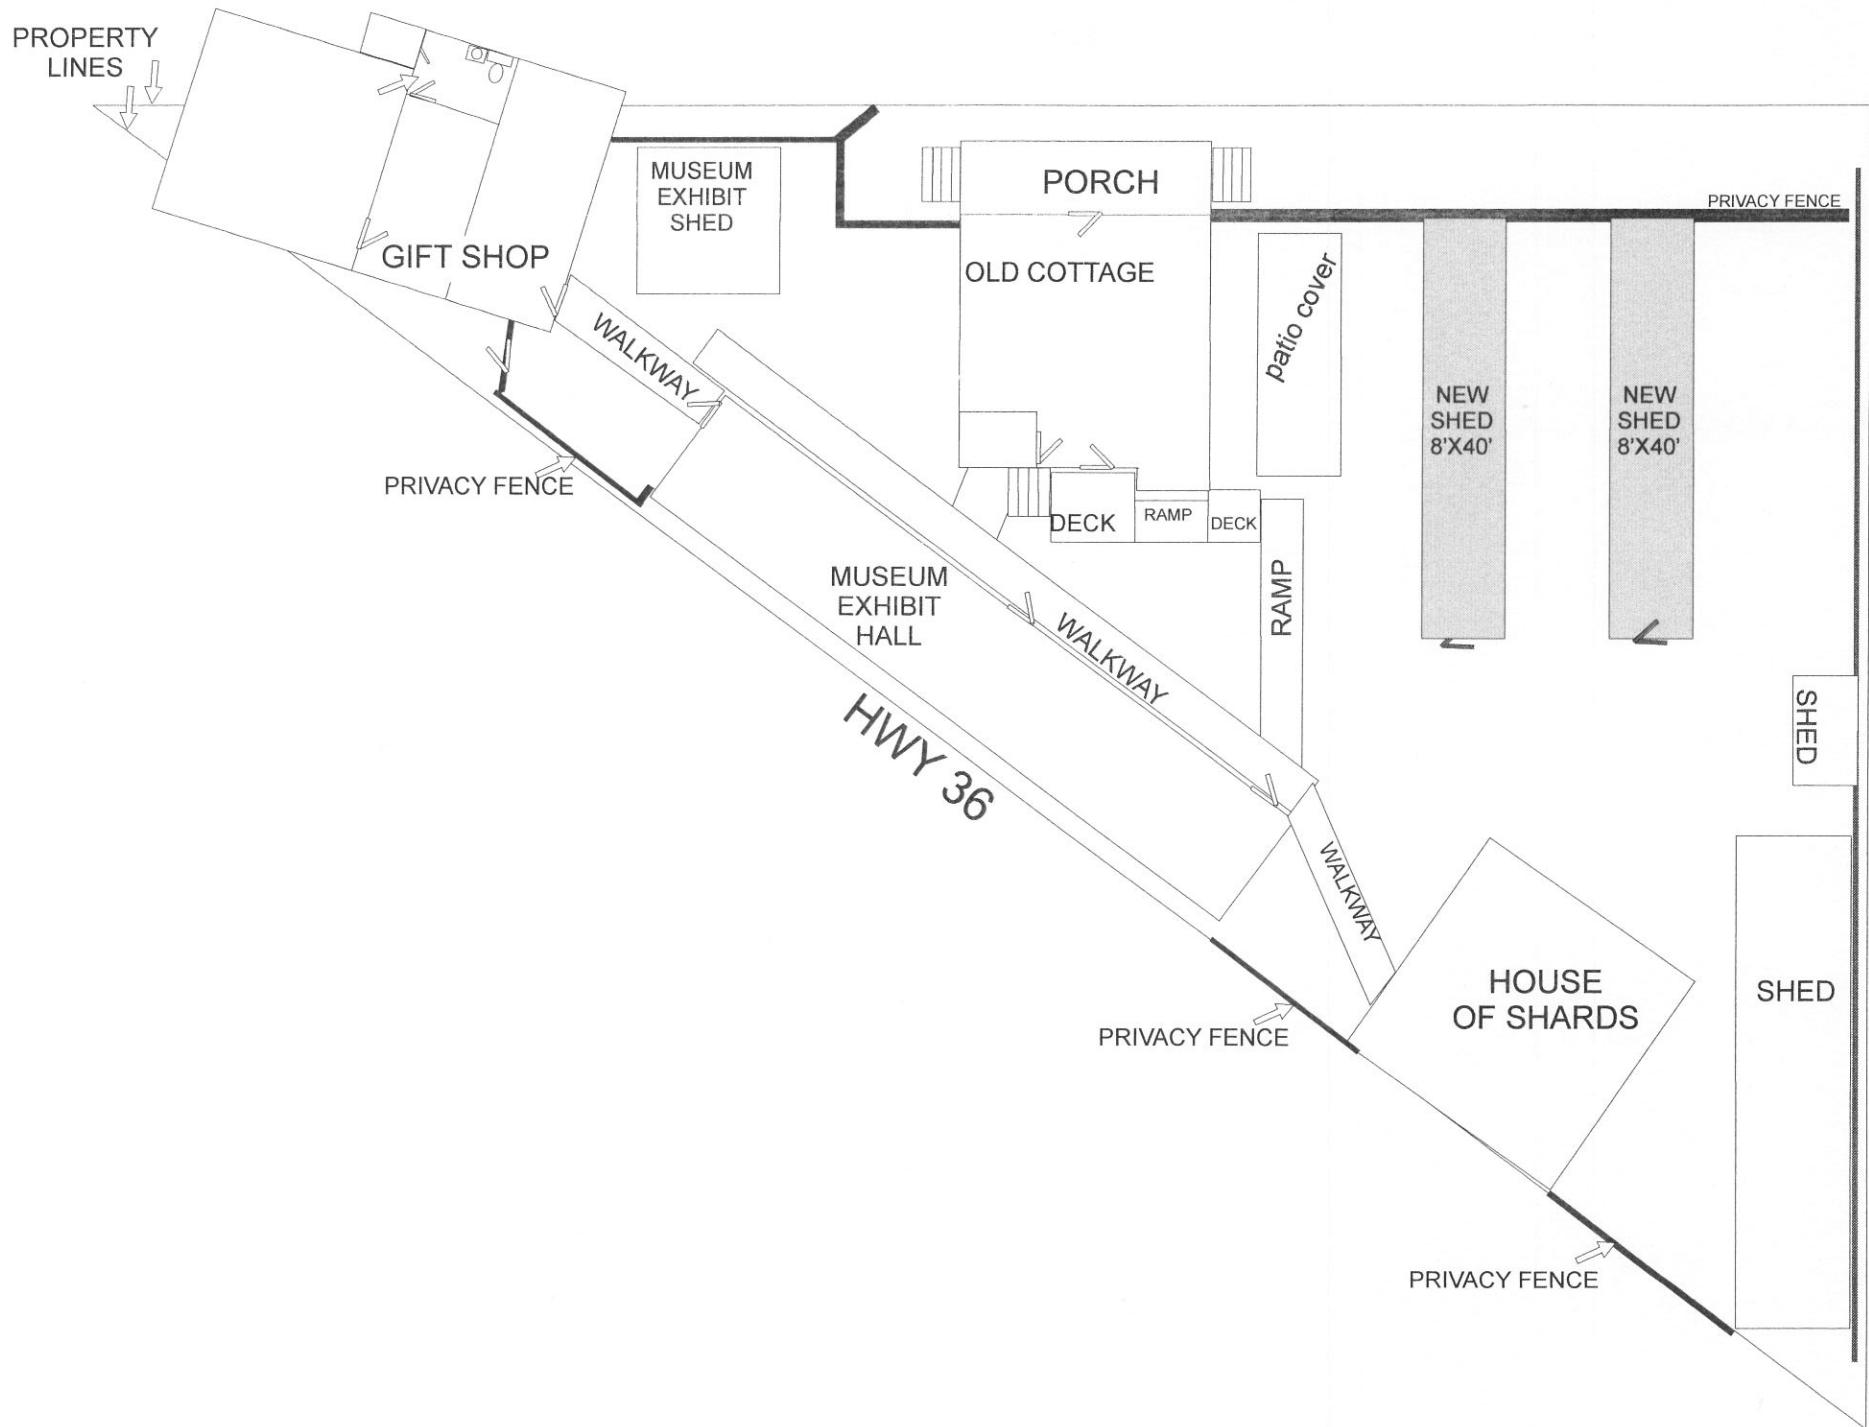 PROPERTY
LINES
MUSEUM
EXHIBIT
SHED
PORCH
PRIVACY FENCE
GIFT SHOP
OLD COTTAGE
patio cover
WALKWAY
NEW
SHED
8'X40'
NEW
SHED
8'X40'
PRIVACY FENCE
DECK
RAMP
DECK
RAMP
MUSEUM
EXHIBIT
HALL
WALKWAY
HWY 36
SHED
WALKWAY
HOUSE
OF SHARDS
SHED
PRIVACY FENCE
PRIVACY FENCE